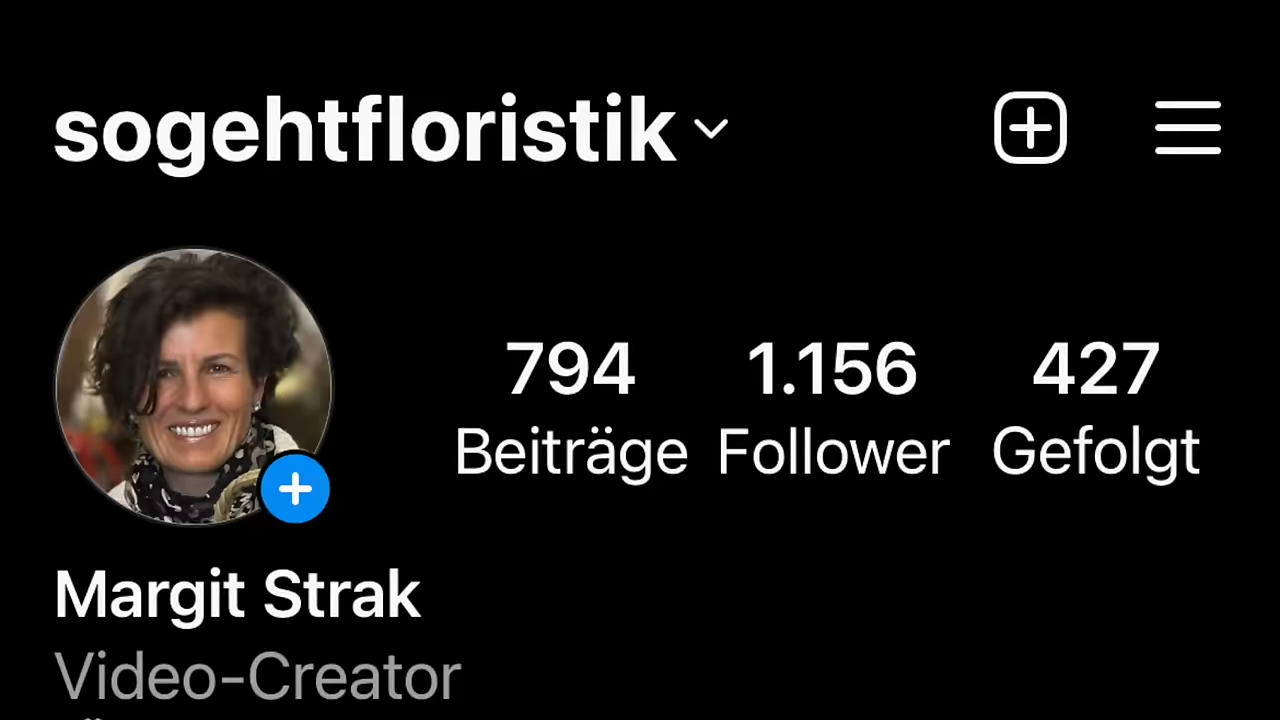 sogehtfloristik
794 1.156 427
Beiträge Follower Gefolgt
Margit Strak
Video-Creator